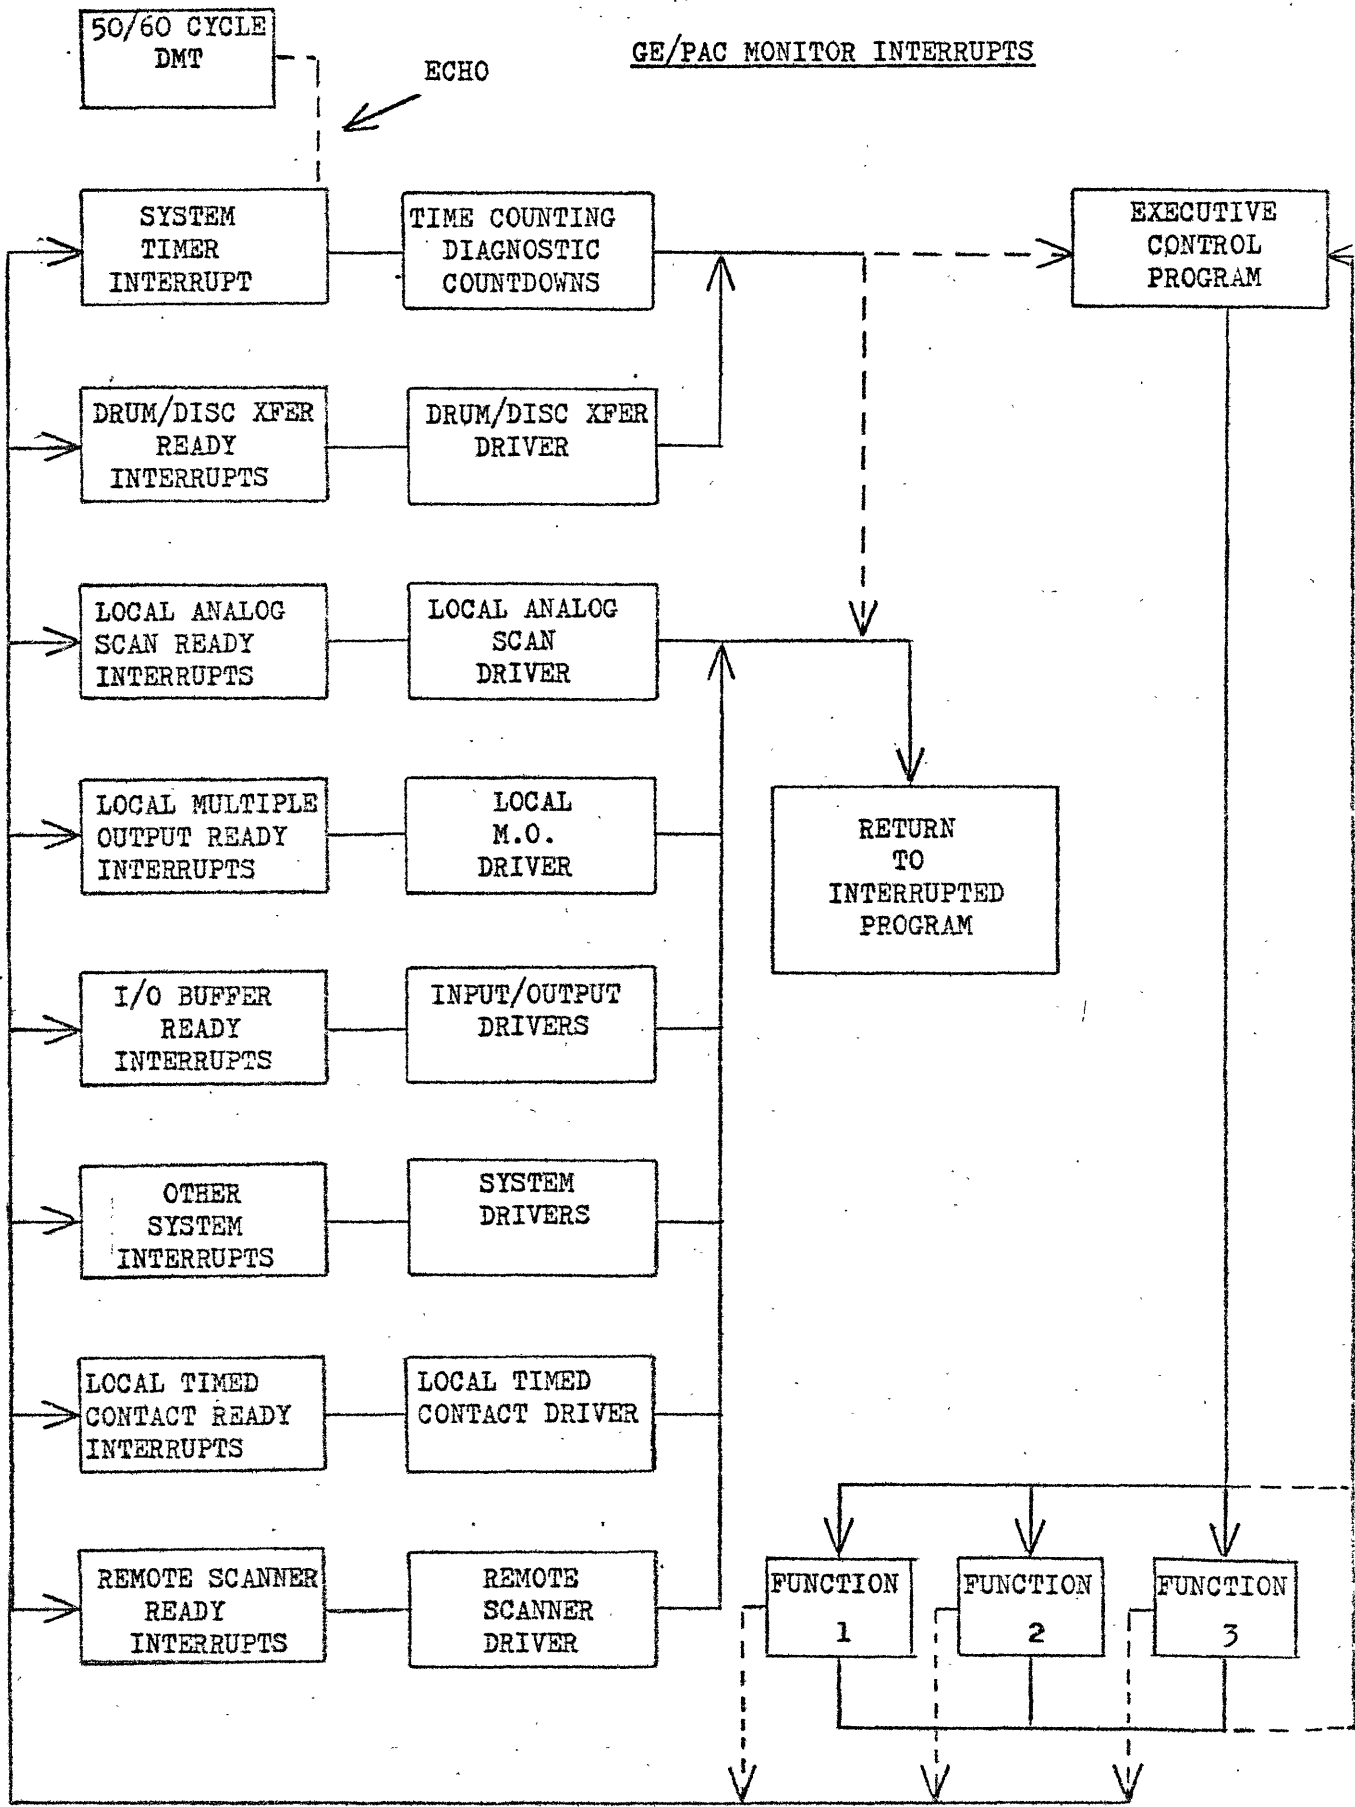 50/60 CYCLE
DMT
GE/PAC MONITOR INTERRUPTS
ECHO
SYSTEM
TIMER
INTERRUPT
TIME COUNTING
DIAGNOSTIC
COUNTDOWNS
EXECUTIVE
CONTROL
PROGRAM
DRUM/DISC XFER
READY
INTERRUPTS
DRUM/DISC XFER
DRIVER
LOCAL ANALOG
SCAN READY
INTERRUPTS
LOCAL ANALOG
SCAN
DRIVER
LOCAL MULTIPLE
OUTPUT READY
INTERRUPTS
LOCAL
M.O.
DRIVER
RETURN
TO
INTERRUPTED
PROGRAM
I/O BUFFER
READY
INTERRUPTS
INPUT/OUTPUT
DRIVERS
OTHER
SYSTEM
INTERRUPTS
SYSTEM
DRIVERS
LOCAL TIMED
CONTACT READY
INTERRUPTS
LOCAL TIMED
CONTACT DRIVER
REMOTE SCANNER
READY
INTERRUPTS
REMOTE
SCANNER
DRIVER
FUNCTION
1
FUNCTION
2
FUNCTION
3